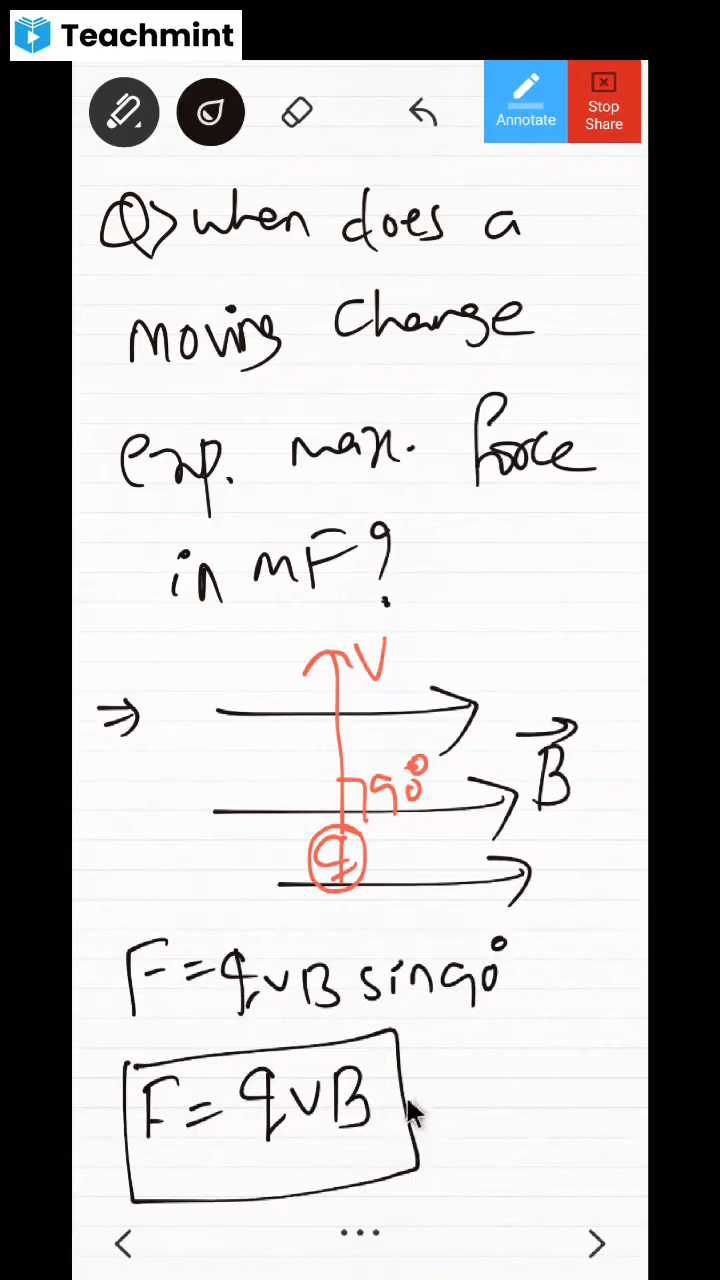 Teachmint
Annotate
Stop
Share
Q> when does a
moving charge
exp. max. force
in MF?
⇒
V
B
90°
q
F = qvB sin90°
F = qvB